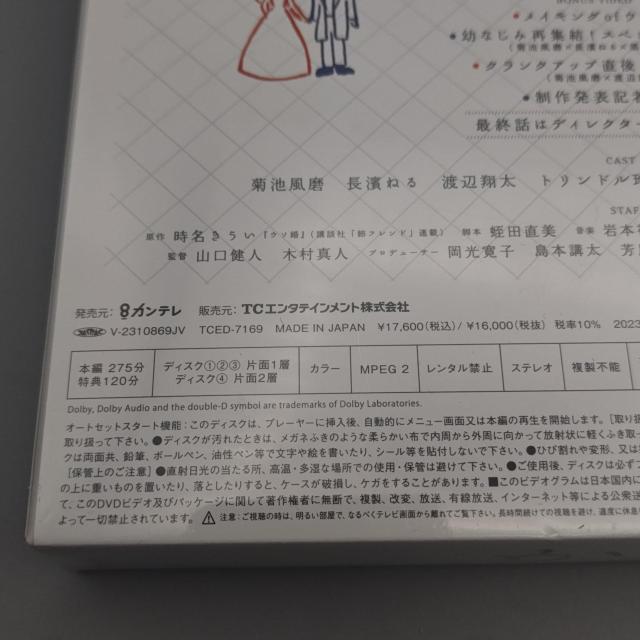 BONUS VIDEO
●メイキングof
●幼なじみ再集結!スペ
(菊池風磨×長濱ねる×
●クランクアップ直後
(菊池風磨×渡辺
●制作発表記
最終話はディレクター
CAST
菊池風磨 長濱ねる 渡辺翔太 トリンドル
STAF
原作 時名きうい『ウソ婚』(講談社「姉フレンド」連載) 脚本 蛭田直美 音楽 岩本
監督 山口健人 木村真人 プロデューサー 岡光寛子 島本講太 芳
発売元: 8カンテレ 販売元: TCエンタテインメント株式会社
V-2310869JV TCED-7169 MADE IN JAPAN ¥17,600(税込)/ ¥16,000(税抜) 税率10% 2023
本編 275分
特典120分
ディスク①②③ 片面1層
ディスク④ 片面2層
カラー
MPEG 2
レンタル禁止
ステレオ
複製不能
Dolby, Dolby Audio and the double-D symbol are trademarks of Dolby Laboratories.
オートセットスタート機能:このディスクは、プレーヤーに挿入後、自動的にメニュー画面又は本編の再生を開始します。[取り扱
取り扱って下さい。●ディスクが汚れたときは、メガネふきのような柔らかい布で内周から外周に向かって放射状に軽くふき取っ
クは両面共、鉛筆、ボールペン、油性ペン等で文字や絵を書いたり、シール等を貼付しないで下さい。●ひび割れや変形、又は
[保管上のご注意]●直射日光の当たる所、高温・多湿な場所での使用・保管は避けて下さい。●ご使用後、ディスクは必ずプ
の上に重いものを置いたり、落としたりすると、ケースが破損し、ケガをすることがあります。■このビデオグラムは日本国内に
て、このDVDビデオ及びパッケージに関して著作権者に無断で、複製、改変、放送、有線放送、インターネット等による公衆送
よって一切禁止されています。⚠注意:ご視聴の時は、明るい部屋で、なるべくテレビ画面から離れてご覧下さい。長時間続けての視聴を避け、適度に休息